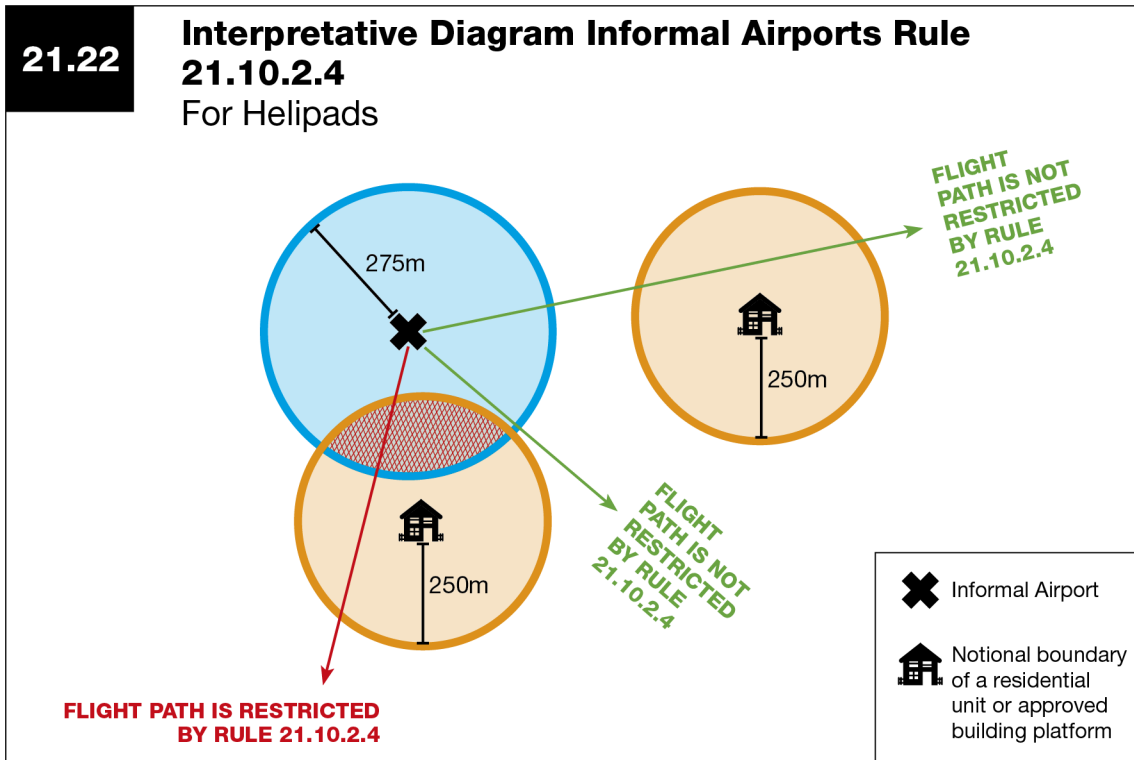 21.22
Interpretative Diagram Informal Airports Rule
21.10.2.4
For Helipads
275m
FLIGHT
PATH IS NOT
RESTRICTED
BY RULE
21.10.2.4
250m
FLIGHT
PATH IS NOT
RESTRICTED
BY RULE
21.10.2.4
250m
FLIGHT PATH IS RESTRICTED
BY RULE 21.10.2.4
Informal Airport
Notional boundary
of a residential
unit or approved
building platform